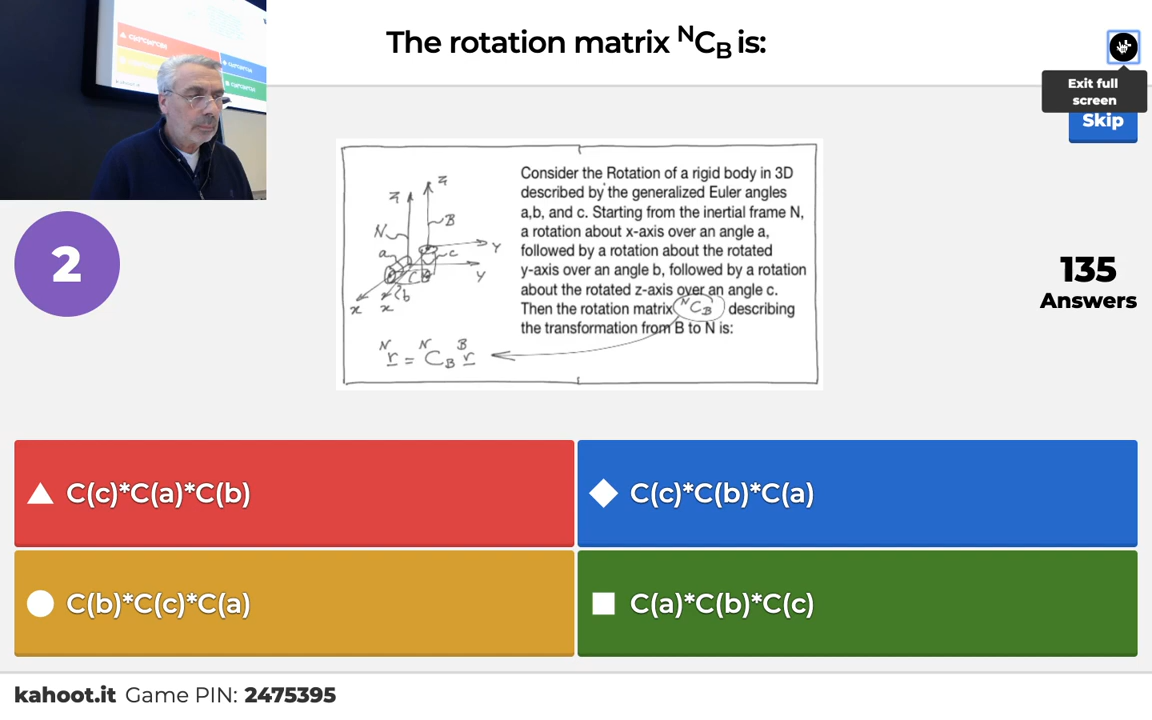 The rotation matrix ᴺC_B is:
Exit full screen
Skip
2
135
Answers
Consider the Rotation of a rigid body in 3D
described by the generalized Euler angles
a,b, and c. Starting from the inertial frame N,
a rotation about x-axis over an angle a,
followed by a rotation about the rotated
y-axis over an angle b, followed by a rotation
about the rotated z-axis over an angle c.
Then the rotation matrix ᴺC_B describing
the transformation from B to N is:
z z
N B
a c y
y
b
x x
ᴺr = ᴺC_B ᴮr
C(c)*C(a)*C(b)
C(c)*C(b)*C(a)
C(b)*C(c)*C(a)
C(a)*C(b)*C(c)
kahoot.it Game PIN: 2475395